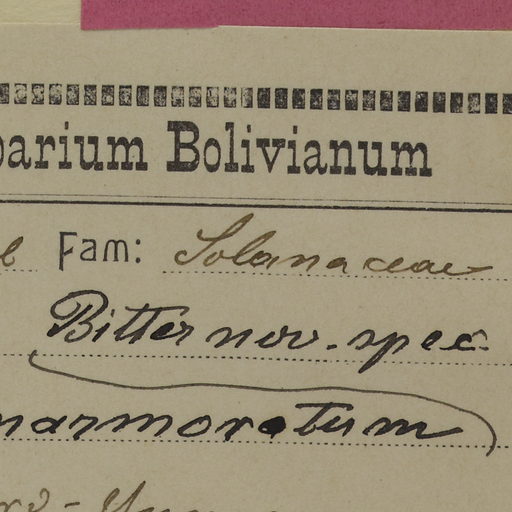 barium Bolivianum
Fam: Solanaceae
Bitter nov. spec.
marmoratum